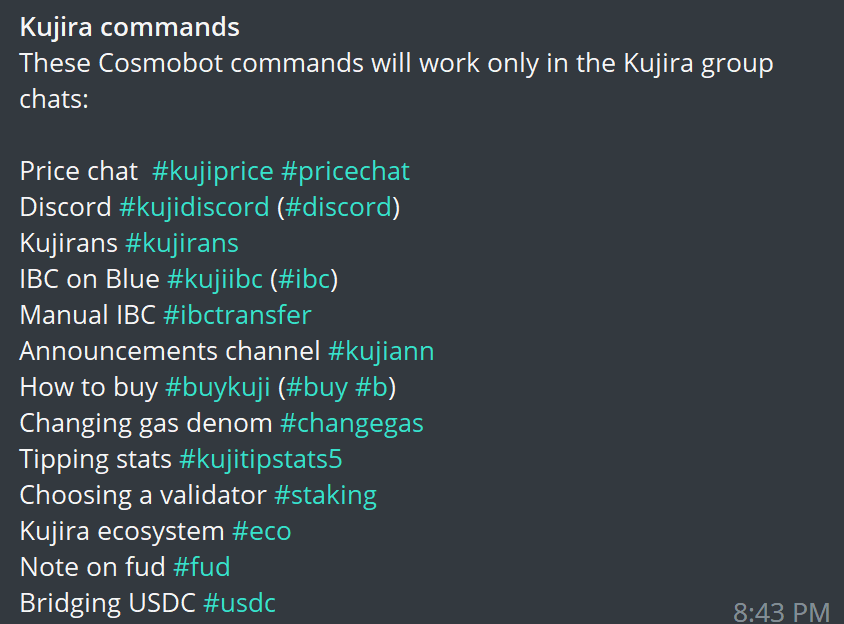 Kujira commands
These Cosmobot commands will work only in the Kujira group
chats:
Price chat  #kujiprice #pricechat
Discord #kujidiscord (#discord)
Kujirans #kujirans
IBC on Blue #kujiibc (#ibc)
Manual IBC #ibctransfer
Announcements channel #kujiann
How to buy #buykuji (#buy #b)
Changing gas denom #changegas
Tipping stats #kujitipstats5
Choosing a validator #staking
Kujira ecosystem #eco
Note on fud #fud
Bridging USDC #usdc
8:43 PM